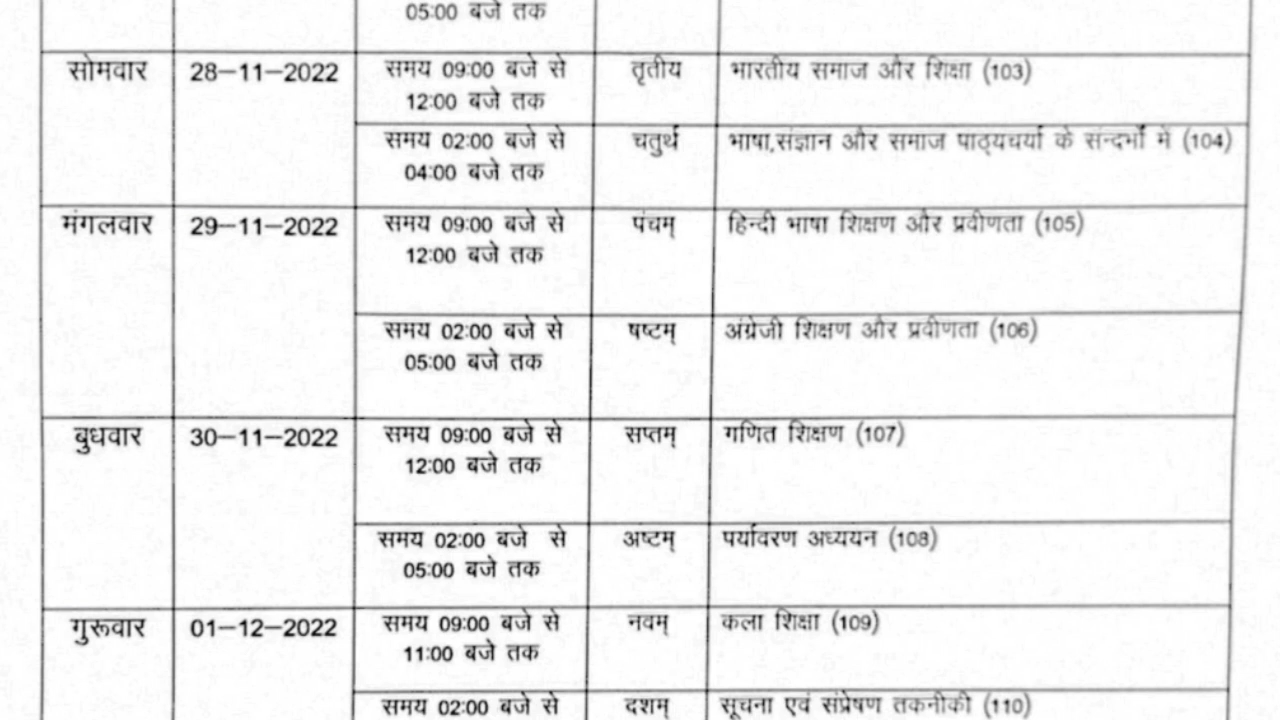 05:00 बजे तक
सोमवार 28–11–2022 समय 09:00 बजे से तृतीय भारतीय समाज और शिक्षा (103)
12:00 बजे तक
समय 02:00 बजे से चतुर्थ भाषा,संज्ञान और समाज पाठ्यचर्या के सन्दर्भों में (104)
04:00 बजे तक
मंगलवार 29–11–2022 समय 09:00 बजे से पंचम् हिन्दी भाषा शिक्षण और प्रवीणता (105)
12:00 बजे तक
समय 02:00 बजे से षष्टम् अंग्रेजी शिक्षण और प्रवीणता (106)
05:00 बजे तक
बुधवार 30–11–2022 समय 09:00 बजे से सप्तम् गणित शिक्षण (107)
12:00 बजे तक
समय 02:00 बजे से अष्टम् पर्यावरण अध्ययन (108)
05:00 बजे तक
गुरूवार 01–12–2022 समय 09:00 बजे से नवम् कला शिक्षा (109)
11:00 बजे तक
समय 02:00 बजे से दशम् सूचना एवं संप्रेषण तकनीकी (110)